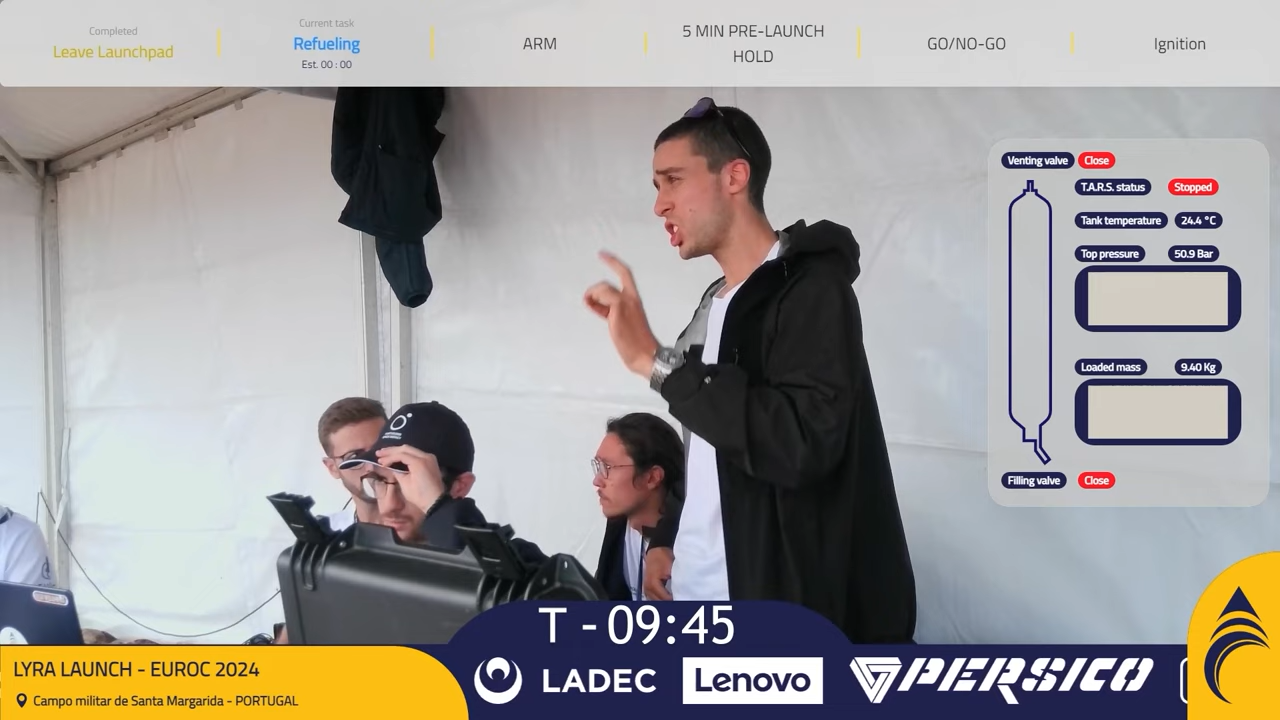 Completed
Leave Launchpad
Current task
Refueling
Est. 00 : 00
ARM
5 MIN PRE-LAUNCH
HOLD
GO/NO-GO
Ignition
Venting valve Close
T.A.R.S. status Stopped
Tank temperature 24.4 °C
Top pressure 50.9 Bar
Loaded mass 9.40 Kg
Filling valve Close
T - 09:45
LYRA LAUNCH - EUROC 2024
Campo militar de Santa Margarida - PORTUGAL
LADEC
Lenovo
PERSICO